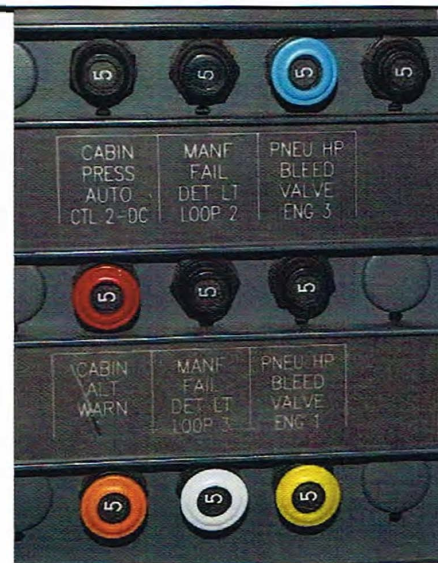 5 5 5 5
CABIN PRESS AUTO CTL 2-DC
MANF FAIL DET LT LOOP 2
PNEU HP BLEED VALVE ENG 3
5 5 5
CABIN ALT WARN
MANF FAIL DET LT LOOP 3
PNEU HP BLEED VALVE ENG 1
5 5 5